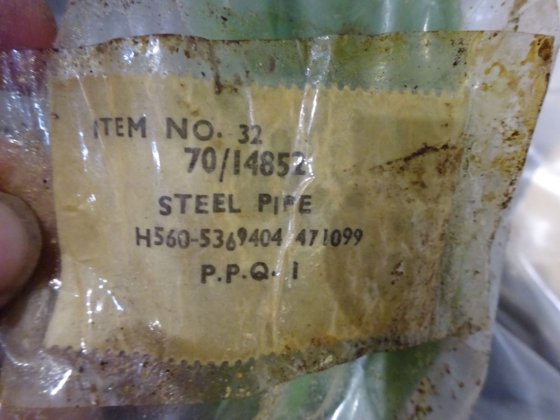 ITEM NO. 32
70/14852
STEEL PIPE
H560-5369404 471099
P.P.Q. 1